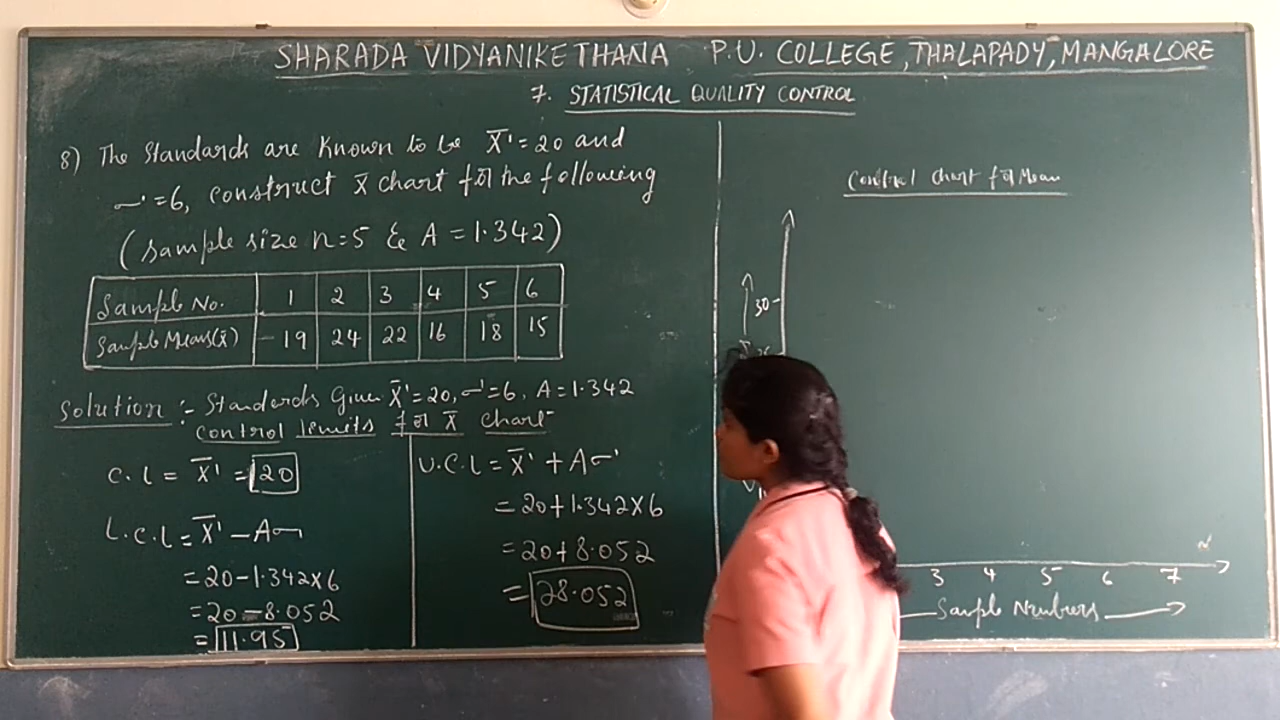 SHARADA VIDYANIKETHANA P.U. COLLEGE, THALAPADY, MANGALORE
7. STATISTICAL QUALITY CONTROL
8) The Standards are Known to be X̄' = 20 and
σ' = 6, construct x̄ chart for the following
(sample size n = 5 & A = 1.342)
Sample No. 1 2 3 4 5 6
Sample Means(x̄) 19 24 22 16 18 15
Solution :- Standards Given X̄' = 20, σ' = 6, A = 1.342
Control limits for X̄ chart
C.L = X̄' = 20
L.C.L = X̄' - Aσ
= 20 - 1.342 × 6
= 20 - 8.052
= 11.95
U.C.L = X̄' + Aσ'
= 20 + 1.342 × 6
= 20 + 8.052
= 28.052
Control chart for Mean
30
3 4 5 6 7
Sample Numbers